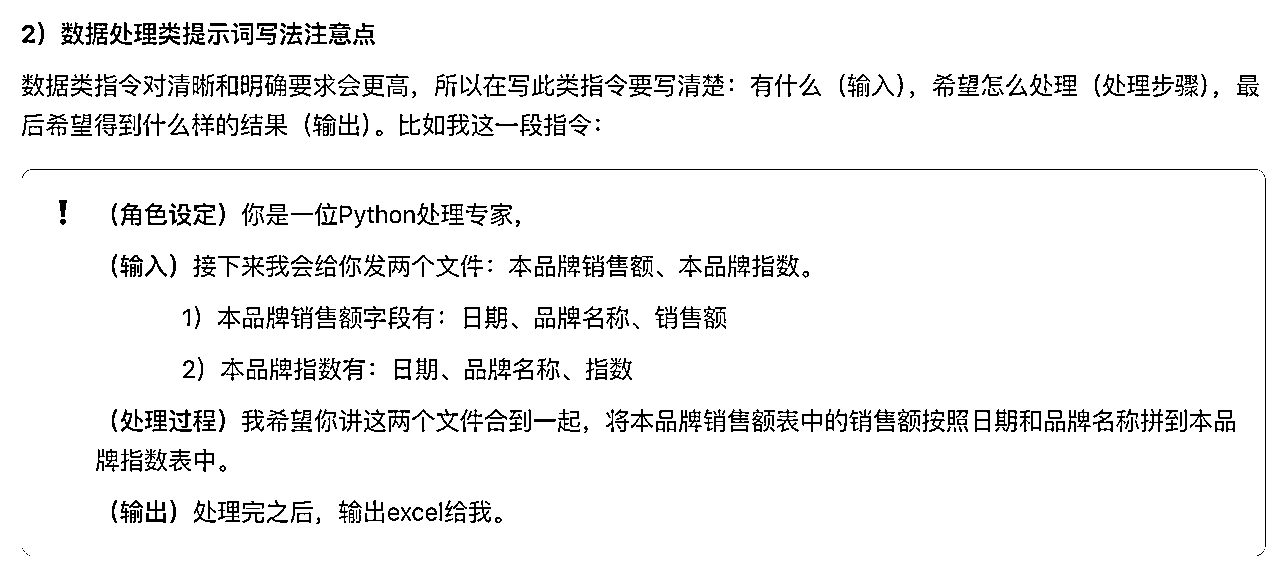 2）数据处理类提示词写法注意点
数据类指令对清晰和明确要求会更高，所以在写此类指令要写清楚：有什么（输入），希望怎么处理（处理步骤），最
后希望得到什么样的结果（输出）。比如我这一段指令：
❗（角色设定）你是一位Python处理专家，
（输入）接下来我会给你发两个文件：本品牌销售额、本品牌指数。
1）本品牌销售额字段有：日期、品牌名称、销售额
2）本品牌指数有：日期、品牌名称、指数
（处理过程）我希望你讲这两个文件合到一起，将本品牌销售额表中的销售额按照日期和品牌名称拼到本品
牌指数表中。
（输出）处理完之后，输出excel给我。